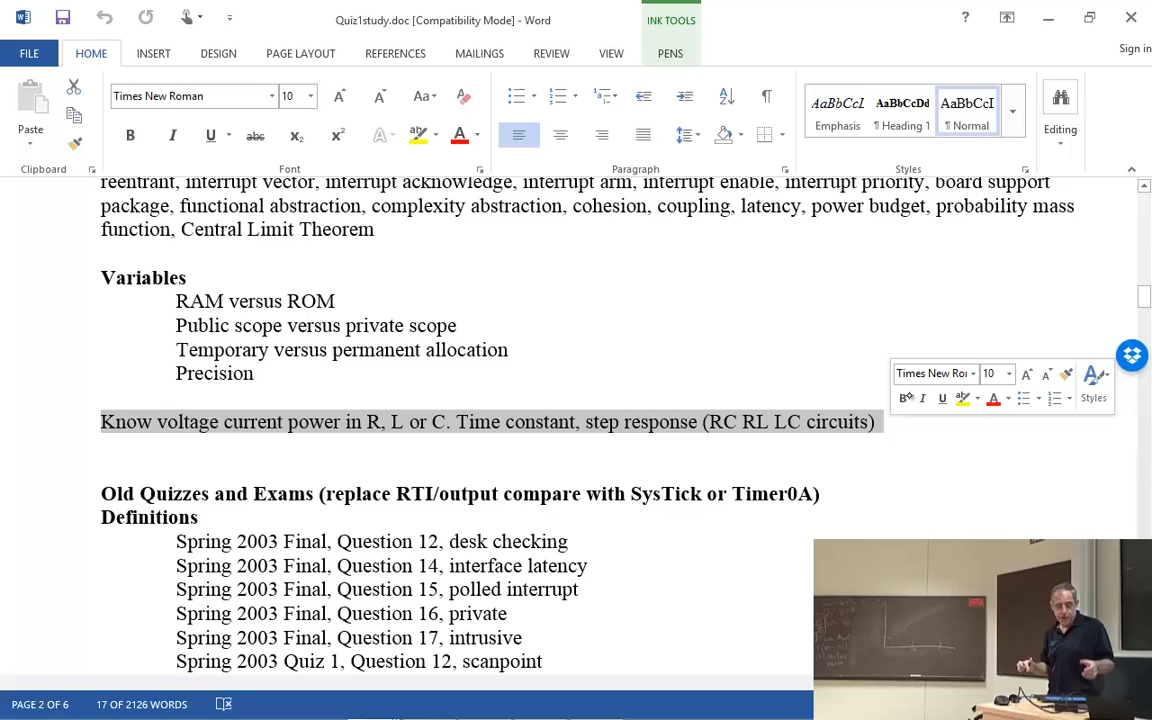 Quiz1study.doc [Compatibility Mode] - Word
INK TOOLS
?
Sign in
FILE
HOME
INSERT
DESIGN
PAGE LAYOUT
REFERENCES
MAILINGS
REVIEW
VIEW
PENS
Times New Roman
10
Paste
Clipboard
Font
Paragraph
AaBbCcI
AaBbCcDd
AaBbCcI
Emphasis
¶ Heading 1
¶ Normal
Styles
Editing
reentrant, interrupt vector, interrupt acknowledge, interrupt arm, interrupt enable, interrupt priority, board support
package, functional abstraction, complexity abstraction, cohesion, coupling, latency, power budget, probability mass
function, Central Limit Theorem
Variables
RAM versus ROM
Public scope versus private scope
Temporary versus permanent allocation
Precision
Times New Roi
10
Styles
Know voltage current power in R, L or C. Time constant, step response (RC RL LC circuits)
Old Quizzes and Exams (replace RTI/output compare with SysTick or Timer0A)
Definitions
Spring 2003 Final, Question 12, desk checking
Spring 2003 Final, Question 14, interface latency
Spring 2003 Final, Question 15, polled interrupt
Spring 2003 Final, Question 16, private
Spring 2003 Final, Question 17, intrusive
Spring 2003 Quiz 1, Question 12, scanpoint
PAGE 2 OF 6
17 OF 2126 WORDS